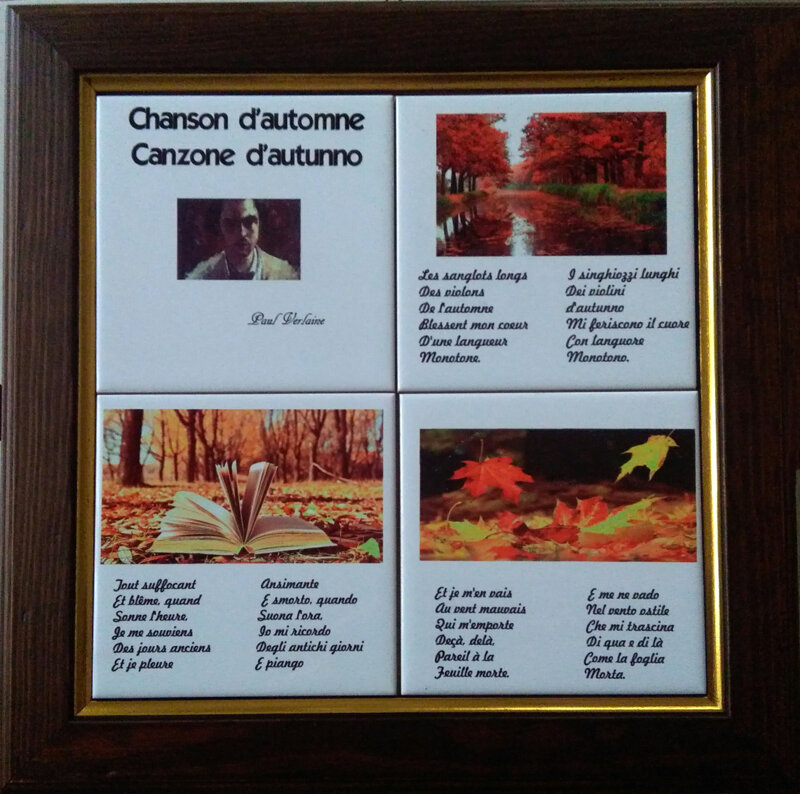 Chanson d'automne
Canzone d'autunno
Paul Verlaine
Les sanglots longs
Des violons
De l'automne
Blessent mon coeur
D'une langueur
Monotone.
I singhiozzi lunghi
Dei violini
d'autunno
Mi feriscono il cuore
Con languore
Monotono.
Tout suffocant
Et blême, quand
Sonne l'heure,
Je me souviens
Des jours anciens
Et je pleure
Ansimante
E smorto, quando
Suona l'ora,
Io mi ricordo
Degli antichi giorni
E piango
Et je m'en vais
Au vent mauvais
Qui m'emporte
Deçà, delà,
Pareil à la
Feuille morte.
E me ne vado
Nel vento ostile
Che mi trascina
Di qua e di là
Come la foglia
Morta.